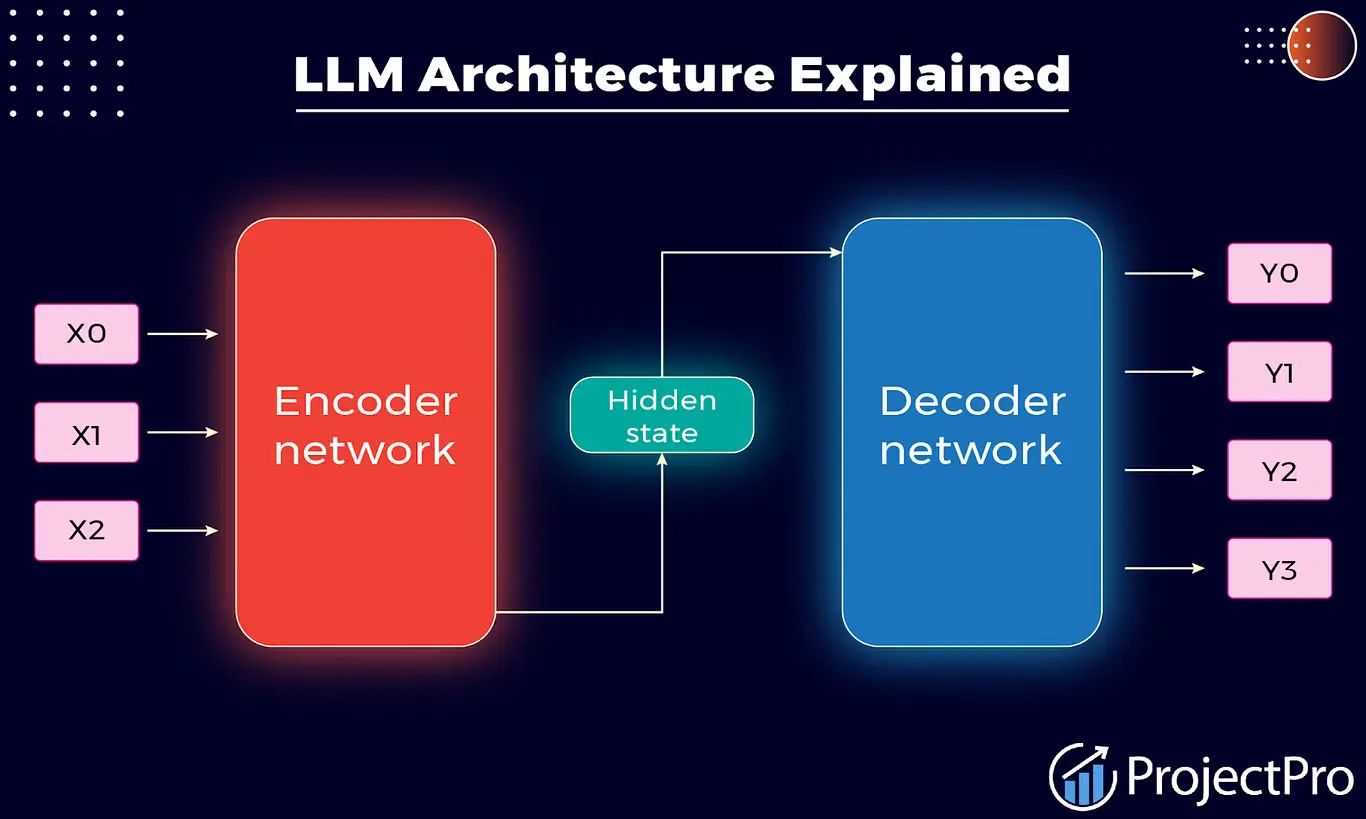 LLM Architecture Explained
X0
X1
X2
Encoder
network
Hidden
state
Decoder
network
Y0
Y1
Y2
Y3
ProjectPro